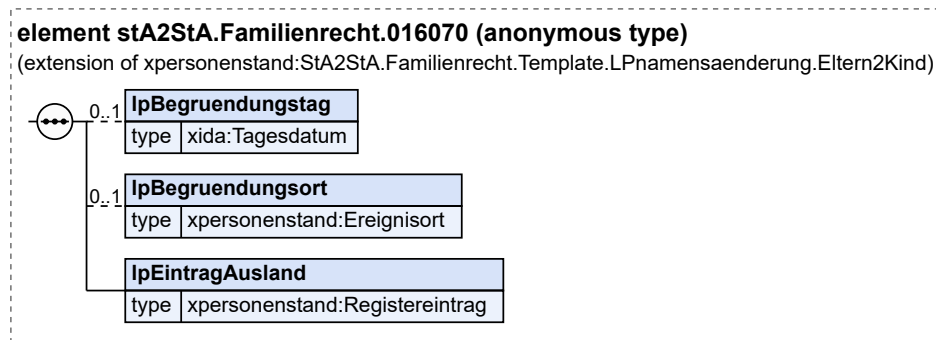 element stA2StA.Familienrecht.016070 (anonymous type)
(extension of xpersonenstand:StA2StA.Familienrecht.Template.LPnamensaenderung.Eltern2Kind)
0..1 lpBegruendungstag
type xida:Tagesdatum
0..1 lpBegruendungsort
type xpersonenstand:Ereignisort
lpEintragAusland
type xpersonenstand:Registereintrag